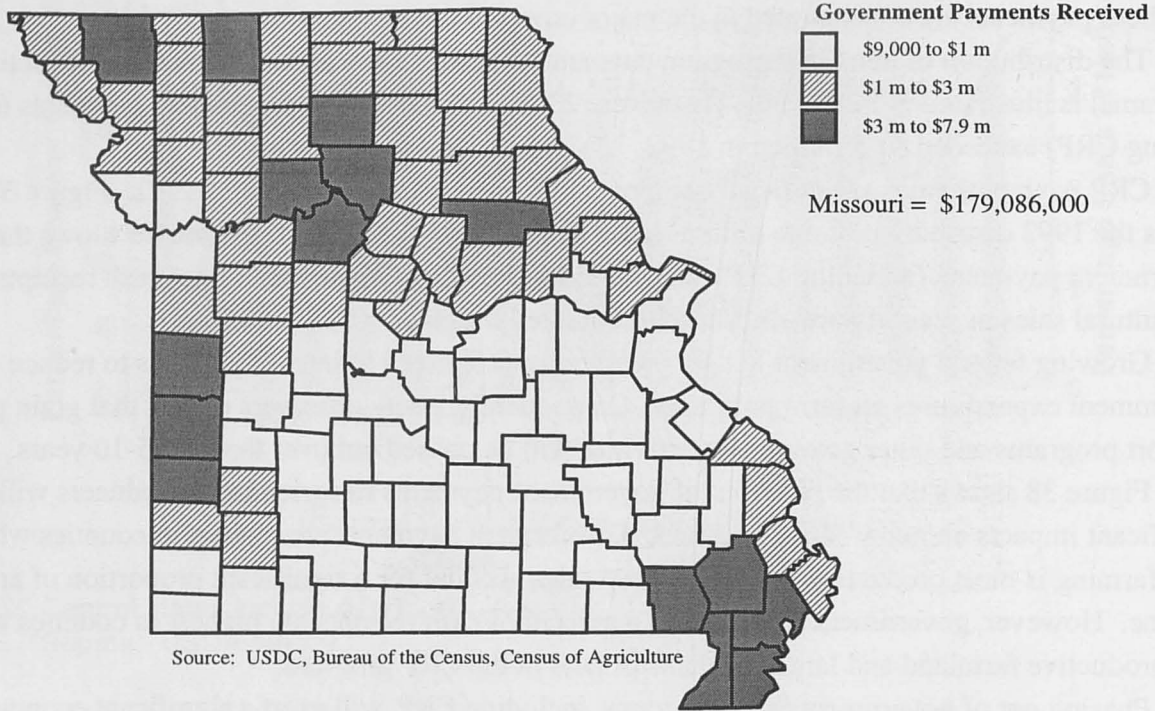 Government Payments Received
$9,000 to $1 m
$1 m to $3 m
$3 m to $7.9 m
Missouri = $179,086,000
Source: USDC, Bureau of the Census, Census of Agriculture